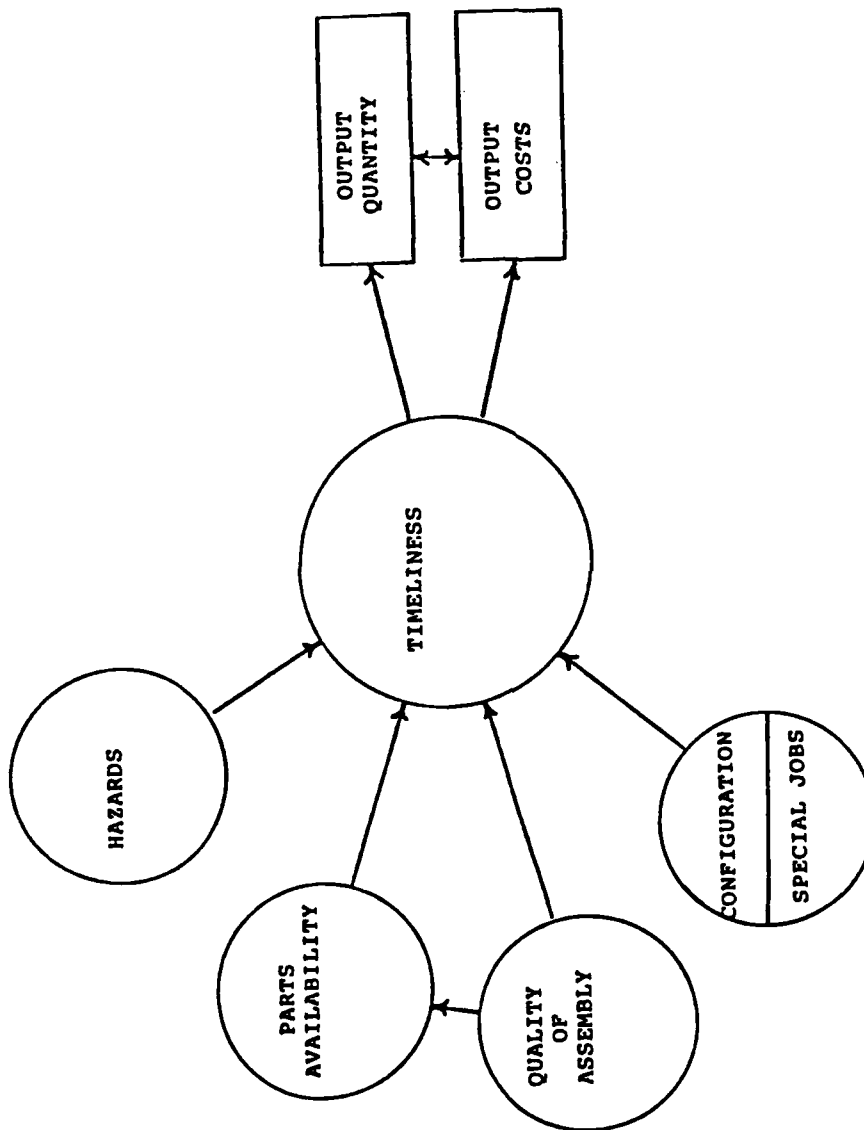 HAZARDS
PARTS
AVAILABILITY
QUALITY
OF
ASSEMBLY
CONFIGURATION
SPECIAL JOBS
TIMELINESS
OUTPUT
QUANTITY
OUTPUT
COSTS